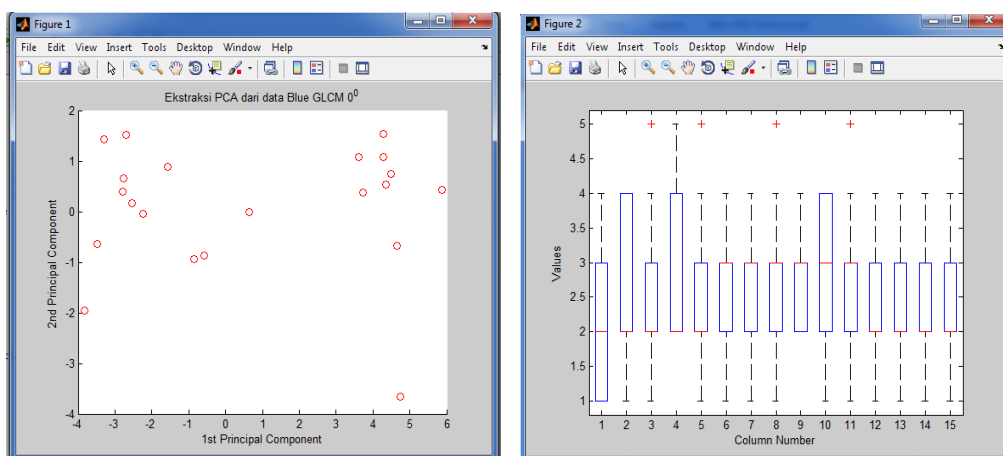 Figure 1
File Edit View Insert Tools Desktop Window Help
Ekstraksi PCA dari data Blue GLCM 0⁰
2nd Principal Component
2
1
0
-1
-2
-3
-4
-4 -3 -2 -1 0 1 2 3 4 5 6
1st Principal Component
Figure 2
File Edit View Insert Tools Desktop Window Help
Values
5
4.5
4
3.5
3
2.5
2
1.5
1
1 2 3 4 5 6 7 8 9 10 11 12 13 14 15
Column Number